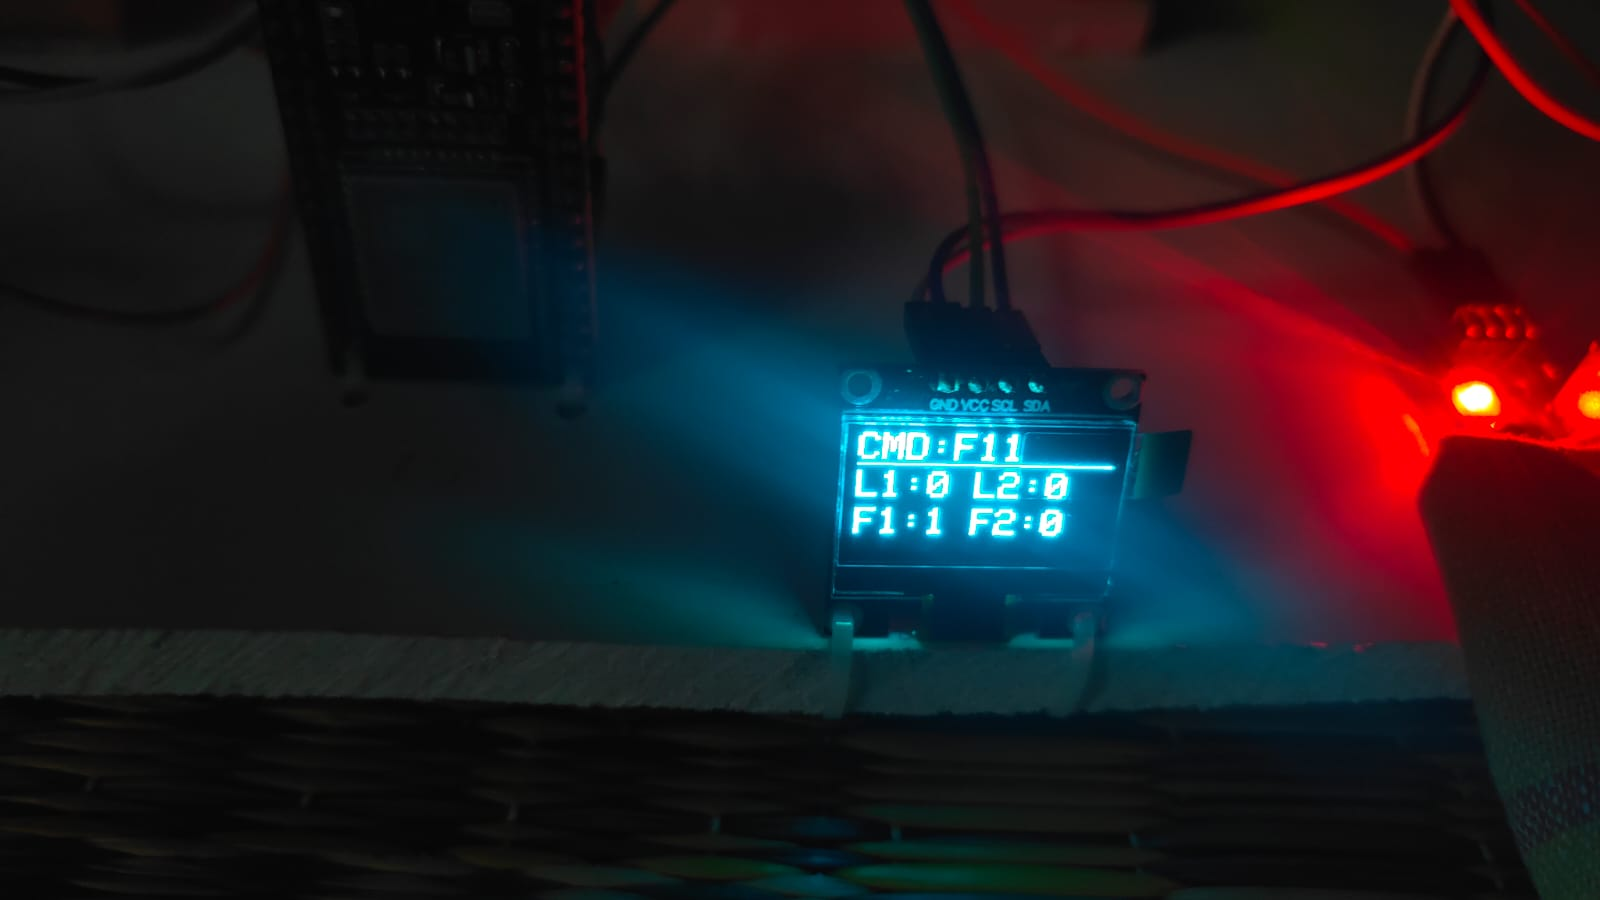 GND VCC SCL SDA
CMD:F11
L1:0 L2:0
F1:1 F2:0